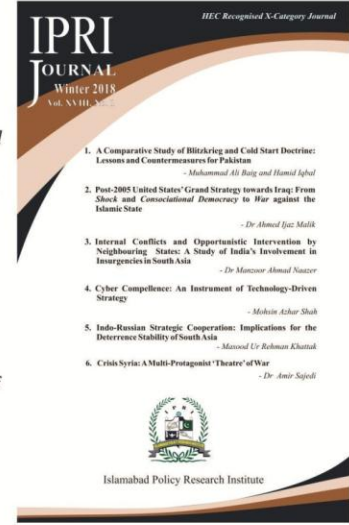 HEC Recognised X-Category Journal
IPRI
JOURNAL
Winter 2018
Vol. XVIII, No.
1. A Comparative Study of Blitzkrieg and Cold Start Doctrine:
Lessons and Countermeasures for Pakistan
- Muhammad Ali Baig and Hamid Iqbal
2. Post-2005 United States' Grand Strategy towards Iraq: From
Shock and Consociational Democracy to War against the
Islamic State
- Dr Ahmed Ijaz Malik
3. Internal Conflicts and Opportunistic Intervention by
Neighbouring States: A Study of India's Involvement in
Insurgencies in South Asia
- Dr Manzoor Ahmad Naazer
4. Cyber Compellence: An Instrument of Technology-Driven
Strategy
- Mohsin Azhar Shah
5. Indo-Russian Strategic Cooperation: Implications for the
Deterrence Stability of South Asia
- Masood Ur Rehman Khattak
6. Crisis Syria: A Multi-Protagonist 'Theatre' of War
- Dr Amir Sajedi
Islamabad Policy Research Institute